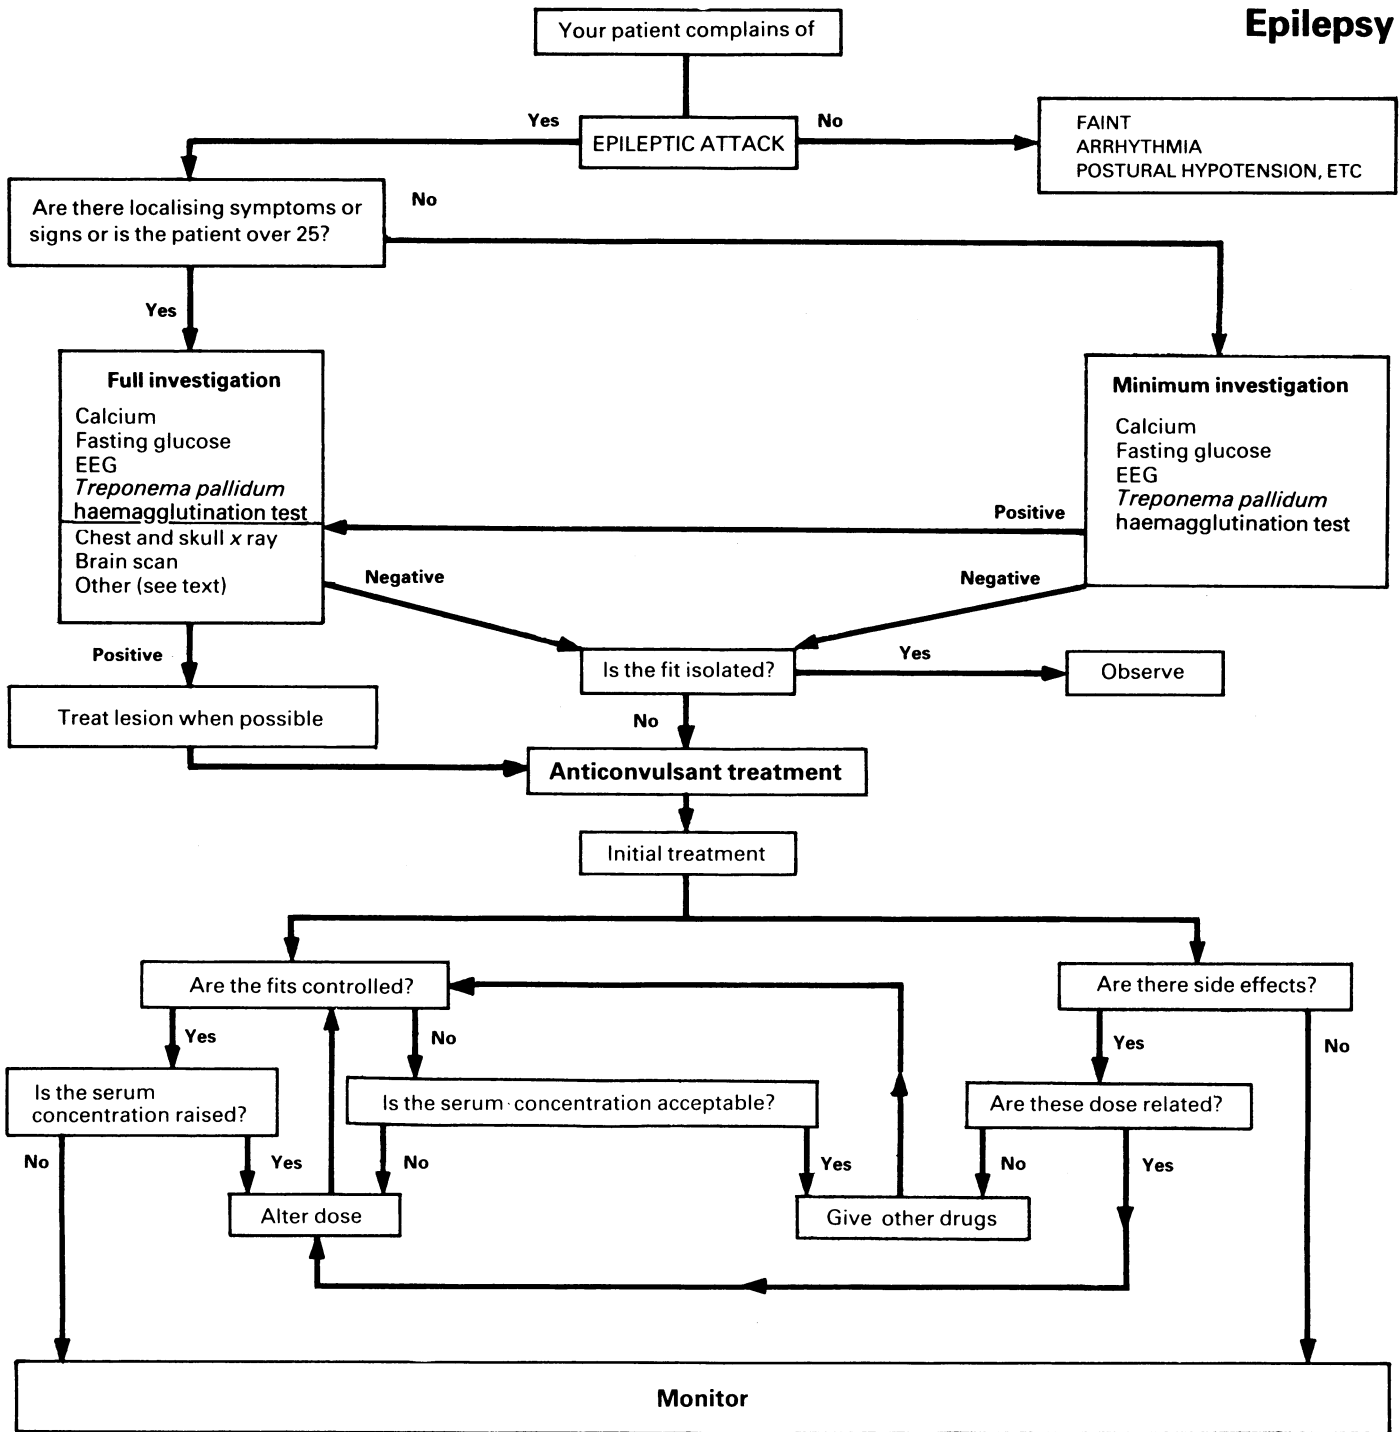 Epilepsy
Your patient complains of
Yes
EPILEPTIC ATTACK
No
FAINT
ARRHYTHMIA
POSTURAL HYPOTENSION, ETC
Are there localising symptoms or
signs or is the patient over 25?
No
Yes
Full investigation
Calcium
Fasting glucose
EEG
Treponema pallidum
haemagglutination test
Chest and skull x ray
Brain scan
Other (see text)
Minimum investigation
Calcium
Fasting glucose
EEG
Treponema pallidum
haemagglutination test
Positive
Negative
Negative
Positive
Is the fit isolated?
Yes
Observe
Treat lesion when possible
No
Anticonvulsant treatment
Initial treatment
Are the fits controlled?
Are there side effects?
Yes
No
Yes
No
Is the serum
concentration raised?
Is the serum concentration acceptable?
Are these dose related?
No
Yes
No
Yes
No
Yes
Alter dose
Give other drugs
Monitor